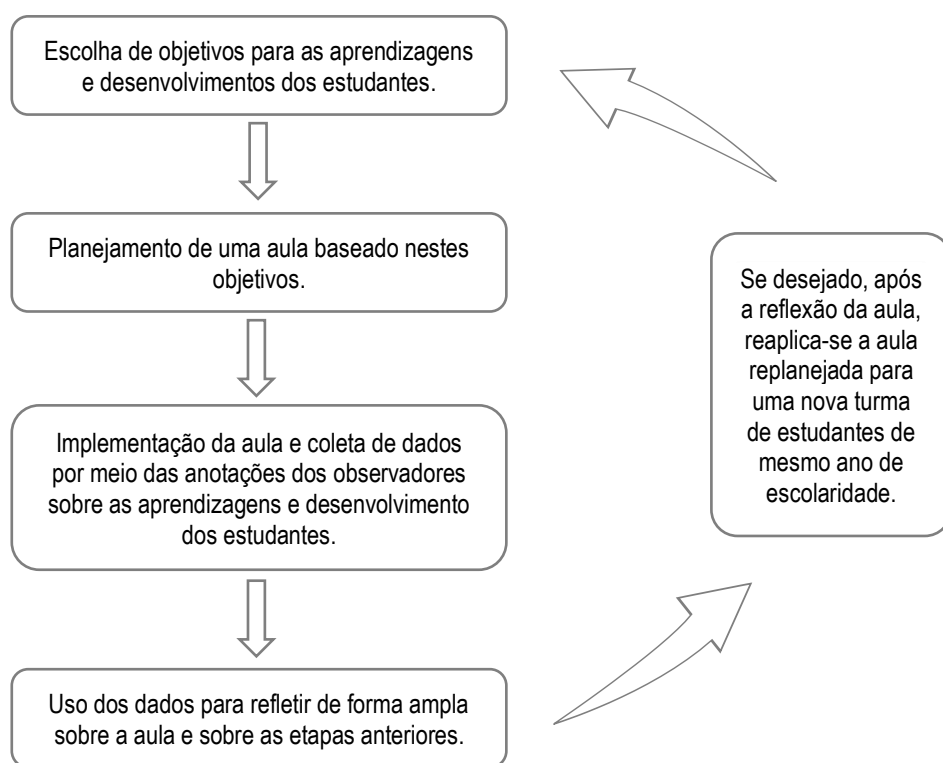 Escolha de objetivos para as aprendizagens
e desenvolvimentos dos estudantes.
Planejamento de uma aula baseado nestes
objetivos.
Implementação da aula e coleta de dados
por meio das anotações dos observadores
sobre as aprendizagens e desenvolvimento
dos estudantes.
Uso dos dados para refletir de forma ampla
sobre a aula e sobre as etapas anteriores.
Se desejado, após
a reflexão da aula,
reaplica-se a aula
replanejada para
uma nova turma
de estudantes de
mesmo ano de
escolaridade.